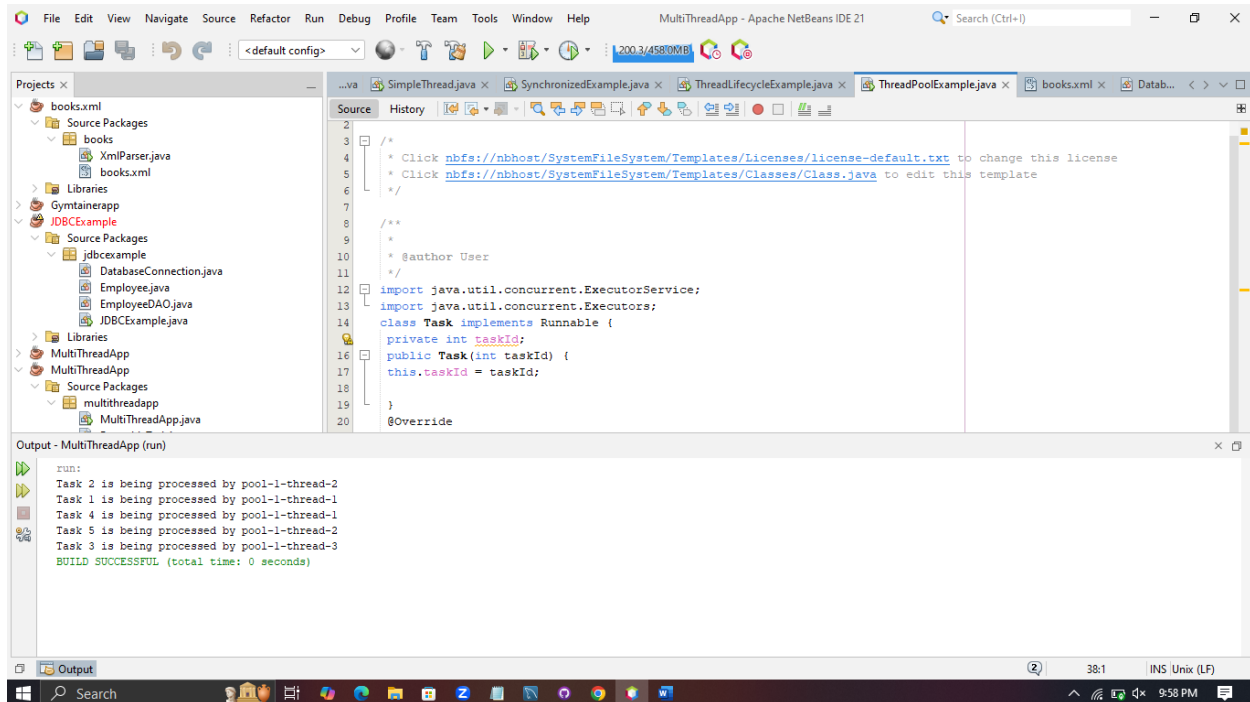 File Edit View Navigate Source Refactor Run Debug Profile Team Tools Window Help MultiThreadApp - Apache NetBeans IDE 21 Search (Ctrl+I)
<default config> 200.3/458.0MB
Projects
...va SimpleThread.java SynchronizedExample.java ThreadLifecycleExample.java ThreadPoolExample.java books.xml Datab...
books.xml
Source Packages
books
XmlParser.java
books.xml
Libraries
Gymtainerapp
JDBCExample
Source Packages
jdbcexample
DatabaseConnection.java
Employee.java
EmployeeDAO.java
JDBCExample.java
Libraries
MultiThreadApp
MultiThreadApp
Source Packages
multithreadapp
MultiThreadApp.java
Source History
2
3 /*
4 * Click nbfs://nbhost/SystemFileSystem/Templates/Licenses/license-default.txt to change this license
5 * Click nbfs://nbhost/SystemFileSystem/Templates/Classes/Class.java to edit this template
6 */
7
8 /**
9 *
10 * @author User
11 */
12 import java.util.concurrent.ExecutorService;
13 import java.util.concurrent.Executors;
14 class Task implements Runnable {
private int taskId;
16 public Task(int taskId) {
17 this.taskId = taskId;
18
19 }
20 @Override
Output - MultiThreadApp (run)
run:
Task 2 is being processed by pool-1-thread-2
Task 1 is being processed by pool-1-thread-1
Task 4 is being processed by pool-1-thread-1
Task 5 is being processed by pool-1-thread-2
Task 3 is being processed by pool-1-thread-3
BUILD SUCCESSFUL (total time: 0 seconds)
Output 2 38:1 INS Unix (LF)
Search 9:58 PM